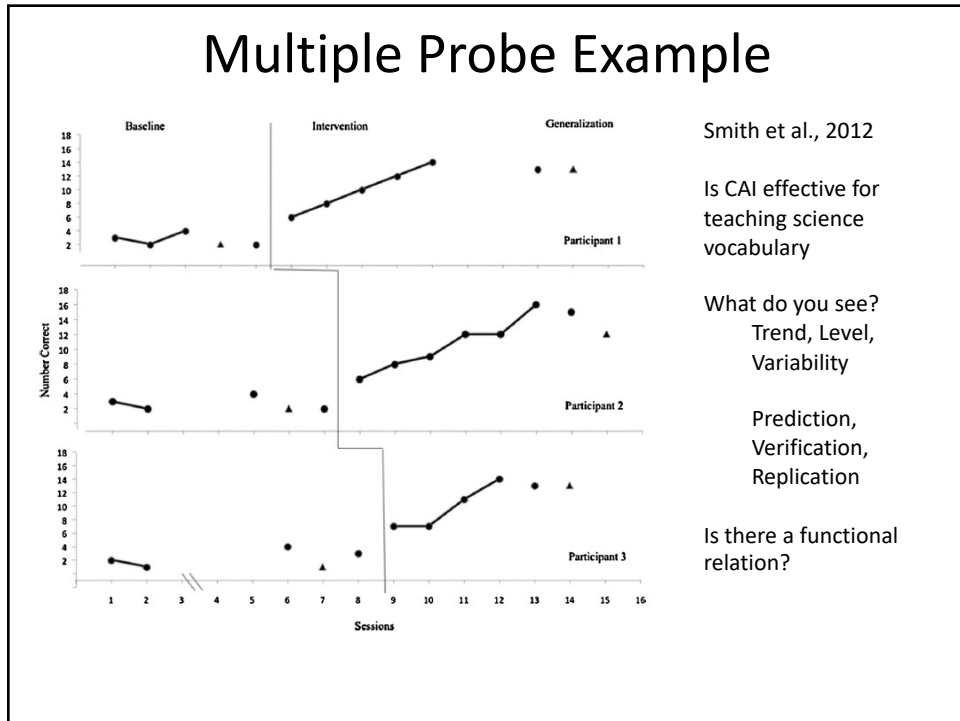 Multiple Probe Example
Baseline Intervention Generalization
18
16
14
12
10
8
6
4
2
Participant 1
18
16
14
12
10
8
6
4
2
Participant 2
Number Correct
18
16
14
12
10
8
6
4
2
Participant 3
1 2 3 4 5 6 7 8 9 10 11 12 13 14 15 16
Sessions
Smith et al., 2012
Is CAI effective for
teaching science
vocabulary
What do you see?
Trend, Level,
Variability
Prediction,
Verification,
Replication
Is there a functional
relation?